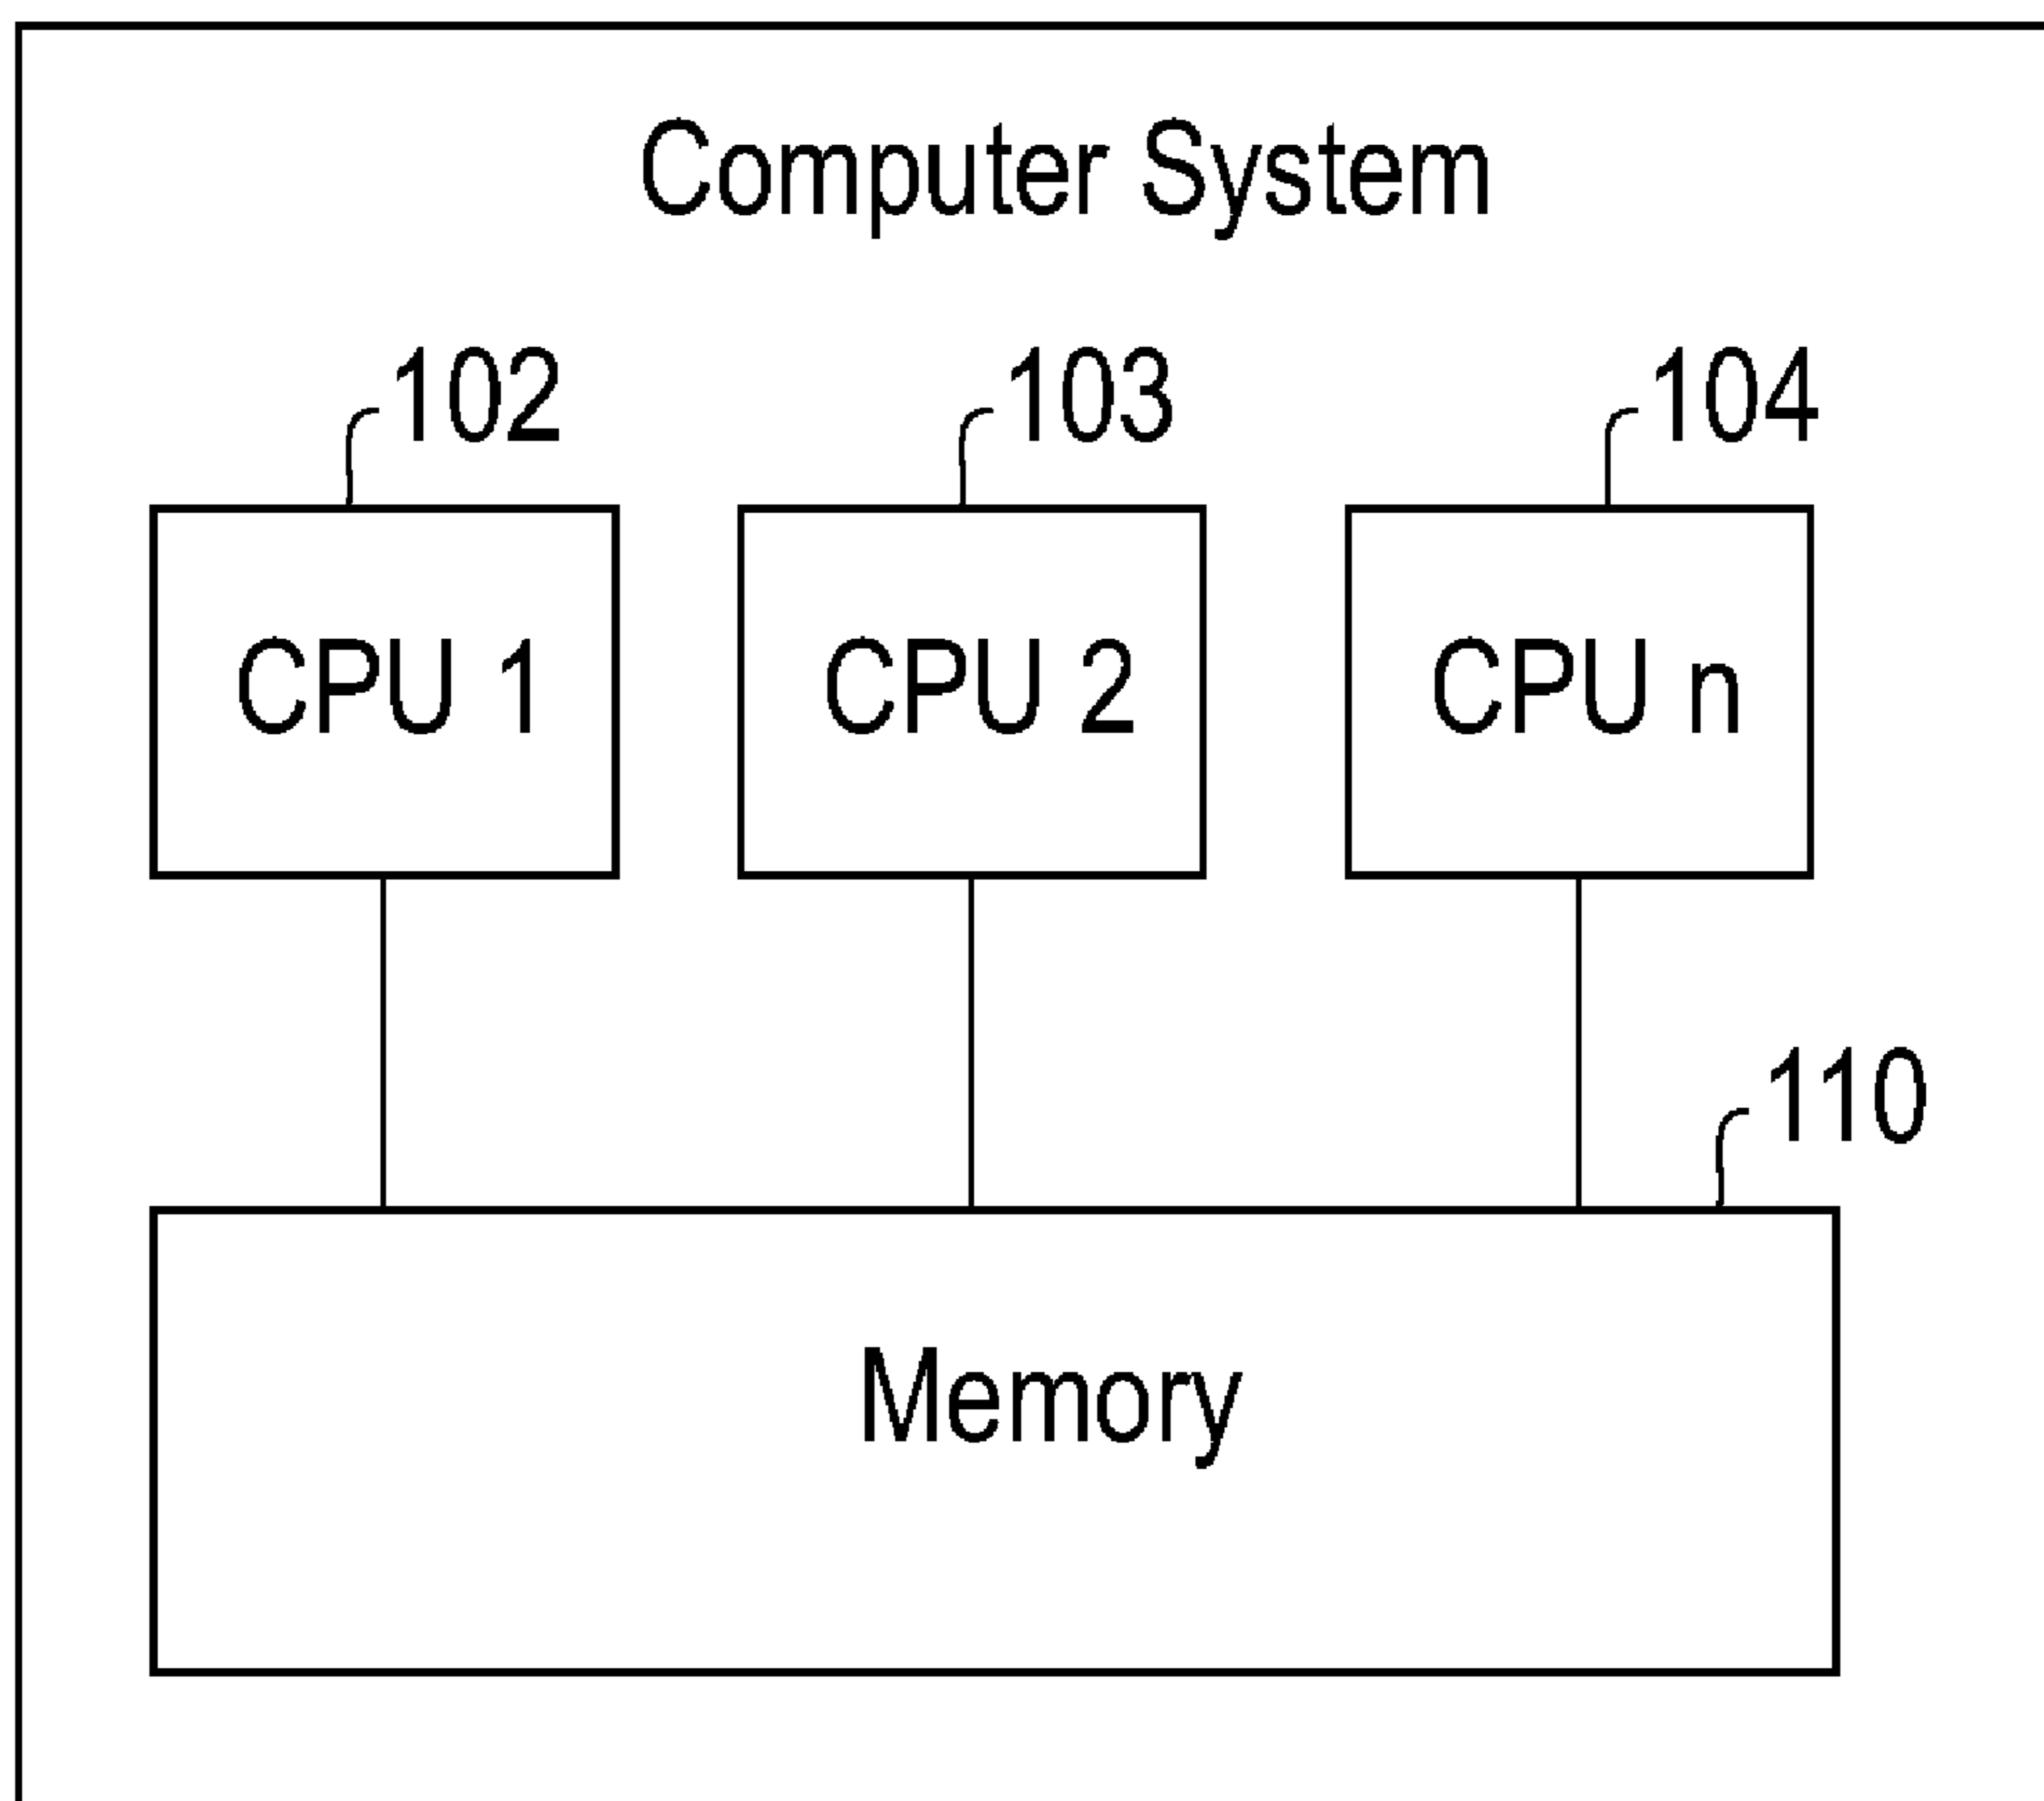 Computer System
102 103 104
CPU 1 CPU 2 CPU n
110
Memory